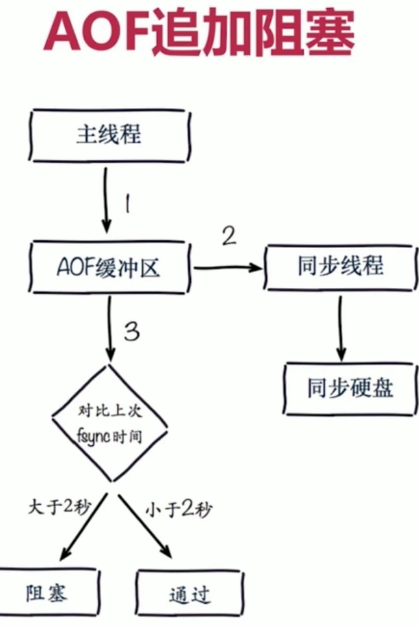 AOF追加阻塞
主线程
1
AOF缓冲区
2
同步线程
3
同步硬盘
对比上次
fsync时间
大于2秒
小于2秒
阻塞
通过